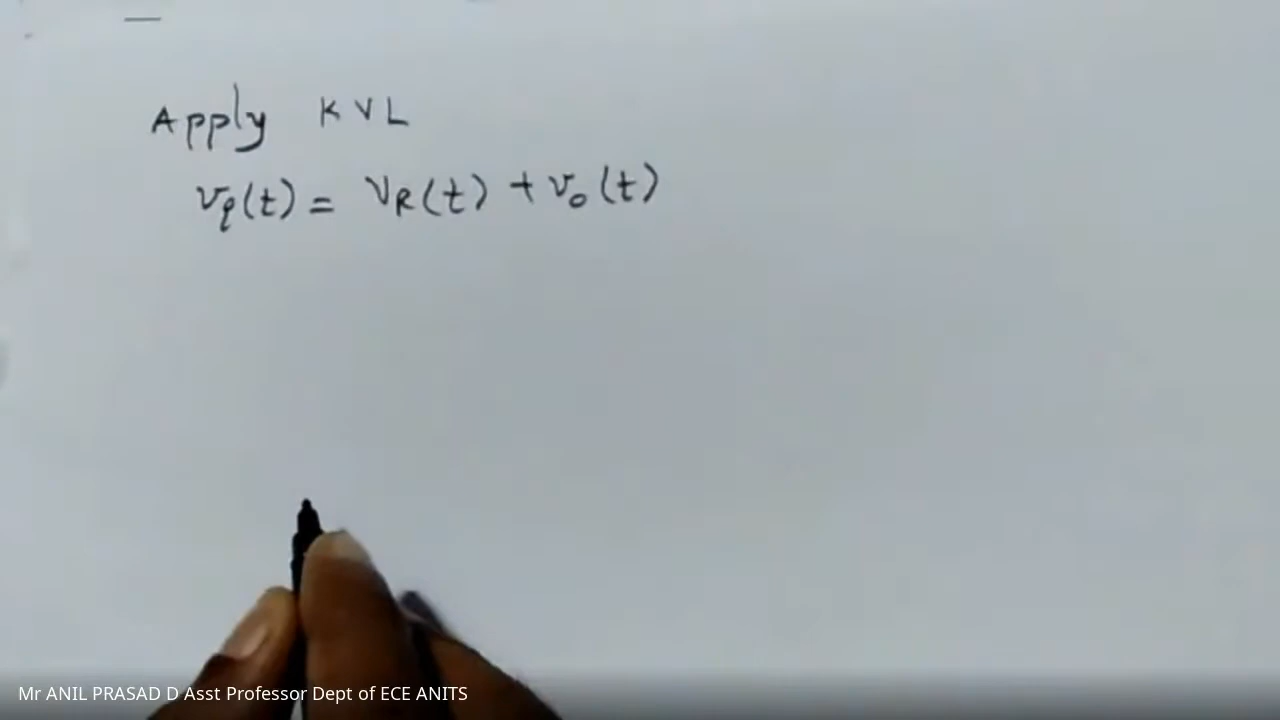 Apply KVL
vi(t) = VR(t) + vo(t)
Mr ANIL PRASAD D Asst Professor Dept of ECE ANITS